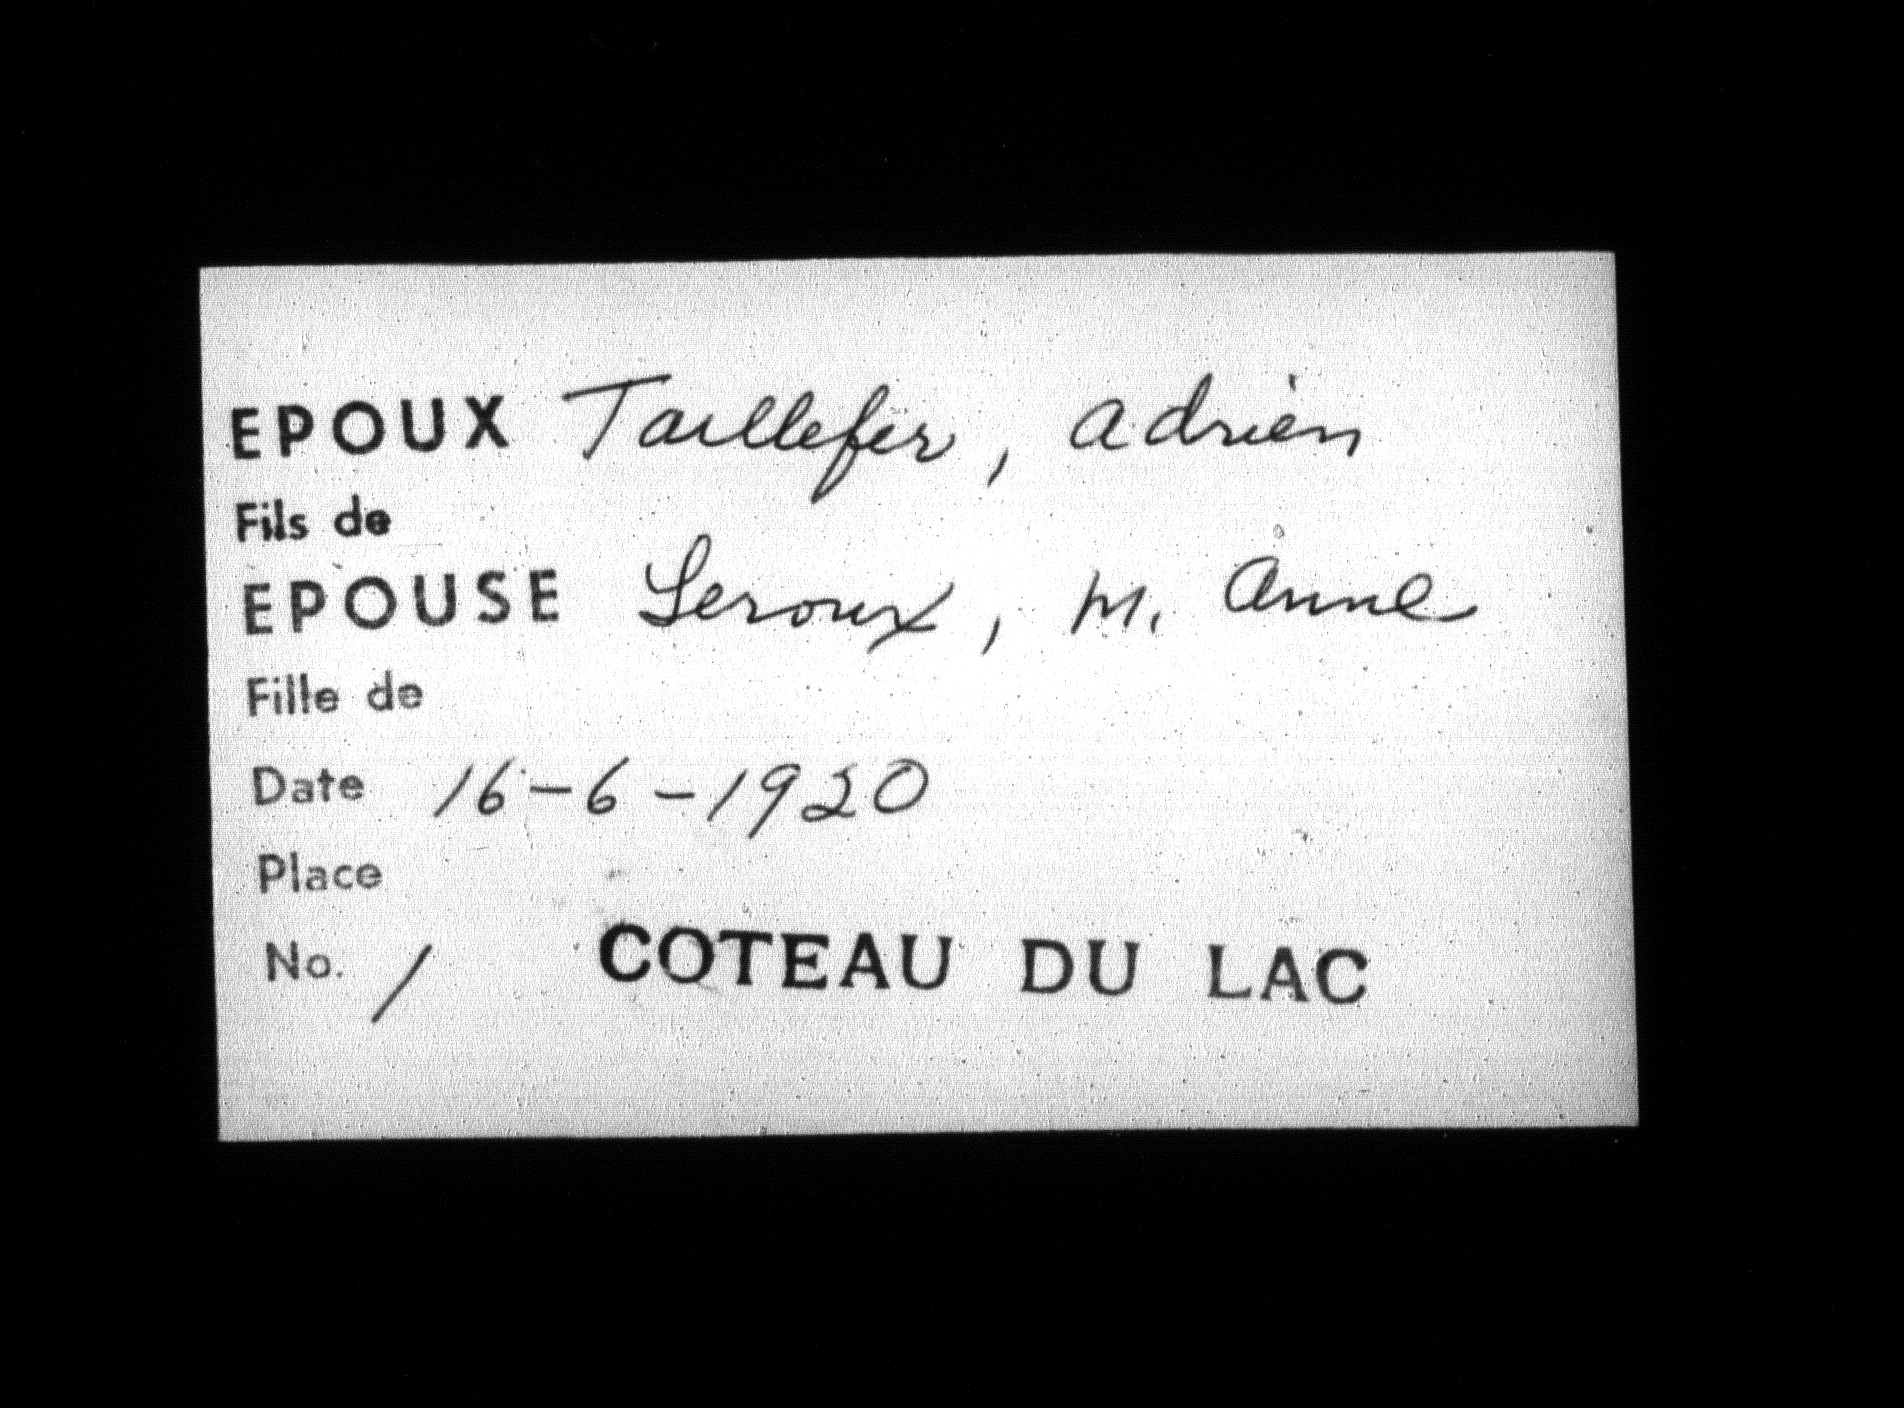 EPOUX Taillefer, Adrien
Fils de
EPOUSE Leroux, M. Anne
Fille de
Date 16-6-1920
Place
No. 1 COTEAU DU LAC